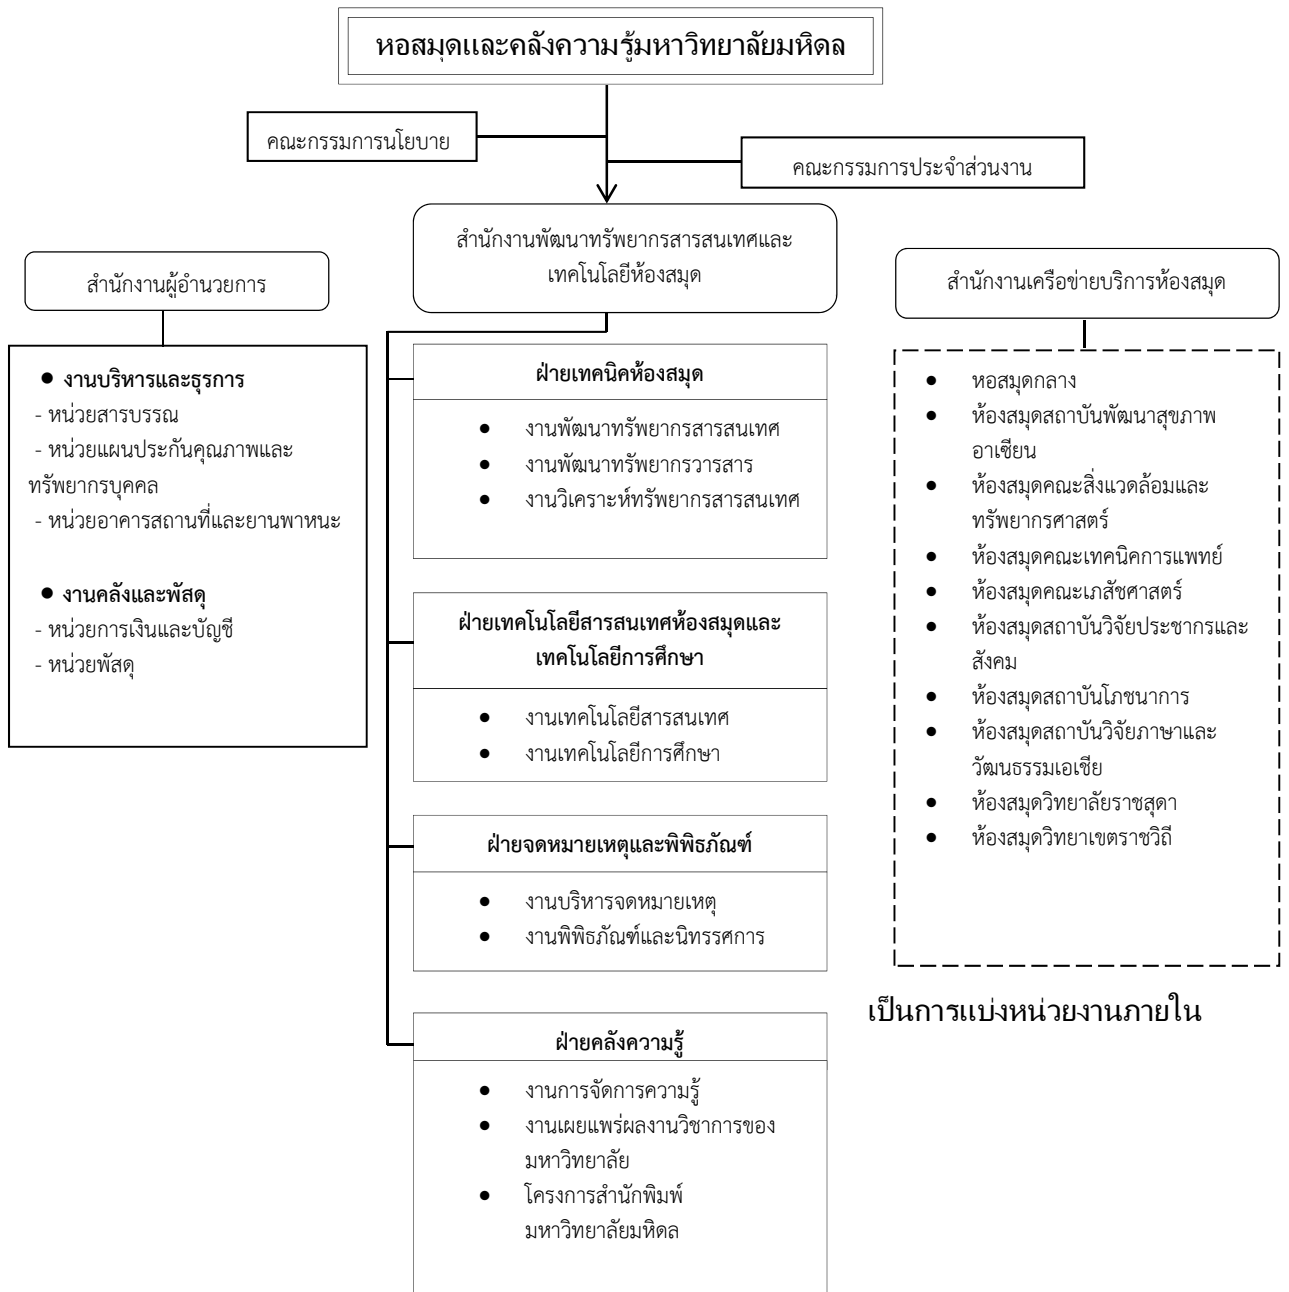 หอสมุดและคลังความรู้มหาวิทยาลัยมหิดล
คณะกรรมการนโยบาย
คณะกรรมการประจำส่วนงาน
สำนักงานผู้อำนวยการ
● งานบริหารและธุรการ
- หน่วยสารบรรณ
- หน่วยแผนประกันคุณภาพและ
ทรัพยากรบุคคล
- หน่วยอาคารสถานที่และยานพาหนะ
● งานคลังและพัสดุ
- หน่วยการเงินและบัญชี
- หน่วยพัสดุ
สำนักงานพัฒนาทรัพยากรสารสนเทศและ
เทคโนโลยีห้องสมุด
ฝ่ายเทคนิคห้องสมุด
● งานพัฒนาทรัพยากรสารสนเทศ
● งานพัฒนาทรัพยากรวารสาร
● งานวิเคราะห์ทรัพยากรสารสนเทศ
ฝ่ายเทคโนโลยีสารสนเทศห้องสมุดและ
เทคโนโลยีการศึกษา
● งานเทคโนโลยีสารสนเทศ
● งานเทคโนโลยีการศึกษา
ฝ่ายจดหมายเหตุและพิพิธภัณฑ์
● งานบริหารจดหมายเหตุ
● งานพิพิธภัณฑ์และนิทรรศการ
ฝ่ายคลังความรู้
● งานการจัดการความรู้
● งานเผยแพร่ผลงานวิชาการของ
มหาวิทยาลัย
● โครงการสำนักพิมพ์
มหาวิทยาลัยมหิดล
สำนักงานเครือข่ายบริการห้องสมุด
● หอสมุดกลาง
● ห้องสมุดสถาบันพัฒนาสุขภาพ
อาเซียน
● ห้องสมุดคณะสิ่งแวดล้อมและ
ทรัพยากรศาสตร์
● ห้องสมุดคณะเทคนิคการแพทย์
● ห้องสมุดคณะเภสัชศาสตร์
● ห้องสมุดสถาบันวิจัยประชากรและ
สังคม
● ห้องสมุดสถาบันโภชนาการ
● ห้องสมุดสถาบันวิจัยภาษาและ
วัฒนธรรมเอเชีย
● ห้องสมุดวิทยาลัยราชสุดา
● ห้องสมุดวิทยาเขตราชวิถี
เป็นการแบ่งหน่วยงานภายใน